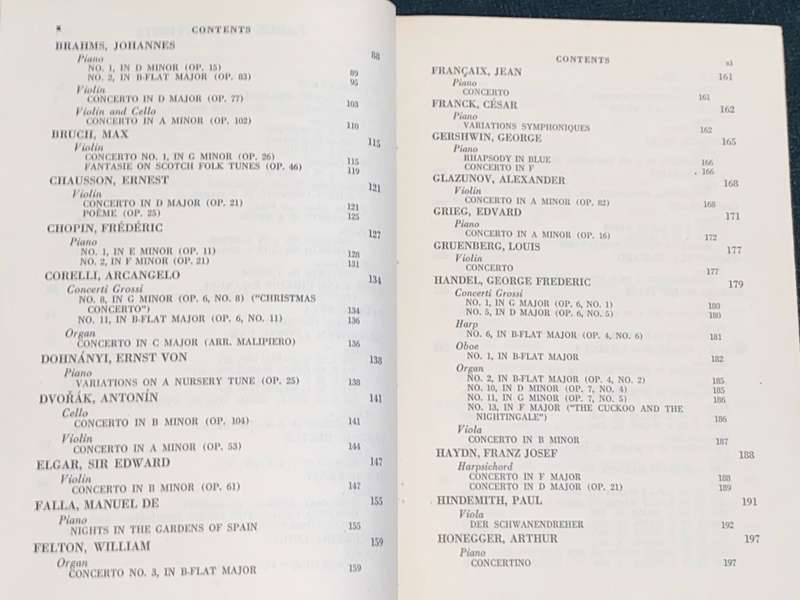 x
CONTENTS
BRAHMS, JOHANNES 88
Piano
NO. 1, IN D MINOR (OP. 15) 89
NO. 2, IN B-FLAT MAJOR (OP. 83) 95
Violin
CONCERTO IN D MAJOR (OP. 77) 103
Violin and Cello
CONCERTO IN A MINOR (OP. 102) 110
BRUCH, MAX 115
Violin
CONCERTO NO. 1, IN G MINOR (OP. 26) 115
FANTASIE ON SCOTCH FOLK TUNES (OP. 46) 119
CHAUSSON, ERNEST 121
Violin
CONCERTO IN D MAJOR (OP. 21) 121
POÈME (OP. 25) 125
CHOPIN, FRÉDÉRIC 127
Piano
NO. 1, IN E MINOR (OP. 11) 128
NO. 2, IN F MINOR (OP. 21) 131
CORELLI, ARCANGELO 134
Concerti Grossi
NO. 8, IN G MINOR (OP. 6, NO. 8) ("CHRISTMAS
CONCERTO") 134
NO. 11, IN B-FLAT MAJOR (OP. 6, NO. 11) 136
Organ
CONCERTO IN C MAJOR (ARR. MALIPIERO) 136
DOHNÁNYI, ERNST VON 138
Piano
VARIATIONS ON A NURSERY TUNE (OP. 25) 138
DVOŘÁK, ANTONÍN 141
Cello
CONCERTO IN B MINOR (OP. 104) 141
Violin
CONCERTO IN A MINOR (OP. 53) 144
ELGAR, SIR EDWARD 147
Violin
CONCERTO IN B MINOR (OP. 61) 147
FALLA, MANUEL DE 155
Piano
NIGHTS IN THE GARDENS OF SPAIN 155
FELTON, WILLIAM 159
Organ
CONCERTO NO. 3, IN B-FLAT MAJOR 159
CONTENTS xi
FRANÇAIX, JEAN 161
Piano
CONCERTO 161
FRANCK, CÉSAR 162
Piano
VARIATIONS SYMPHONIQUES 162
GERSHWIN, GEORGE 165
Piano
RHAPSODY IN BLUE 166
CONCERTO IN F 166
GLAZUNOV, ALEXANDER 168
Violin
CONCERTO IN A MINOR (OP. 82) 168
GRIEG, EDVARD 171
Piano
CONCERTO IN A MINOR (OP. 16) 172
GRUENBERG, LOUIS 177
Violin
CONCERTO 177
HANDEL, GEORGE FREDERIC 179
Concerti Grossi
NO. 1, IN G MAJOR (OP. 6, NO. 1) 180
NO. 5, IN D MAJOR (OP. 6, NO. 5) 180
Harp
NO. 6, IN B-FLAT MAJOR (OP. 4, NO. 6) 181
Oboe
NO. 1, IN B-FLAT MAJOR 182
Organ
NO. 2, IN B-FLAT MAJOR (OP. 4, NO. 2) 185
NO. 10, IN D MINOR (OP. 7, NO. 4) 185
NO. 11, IN G MINOR (OP. 7, NO. 5) 186
NO. 13, IN F MAJOR ("THE CUCKOO AND THE
NIGHTINGALE") 186
Viola
CONCERTO IN B MINOR 187
HAYDN, FRANZ JOSEF 188
Harpsichord
CONCERTO IN F MAJOR 188
CONCERTO IN D MAJOR (OP. 21) 189
HINDEMITH, PAUL 191
Viola
DER SCHWANENDREHER 192
HONEGGER, ARTHUR 197
Piano
CONCERTINO 197